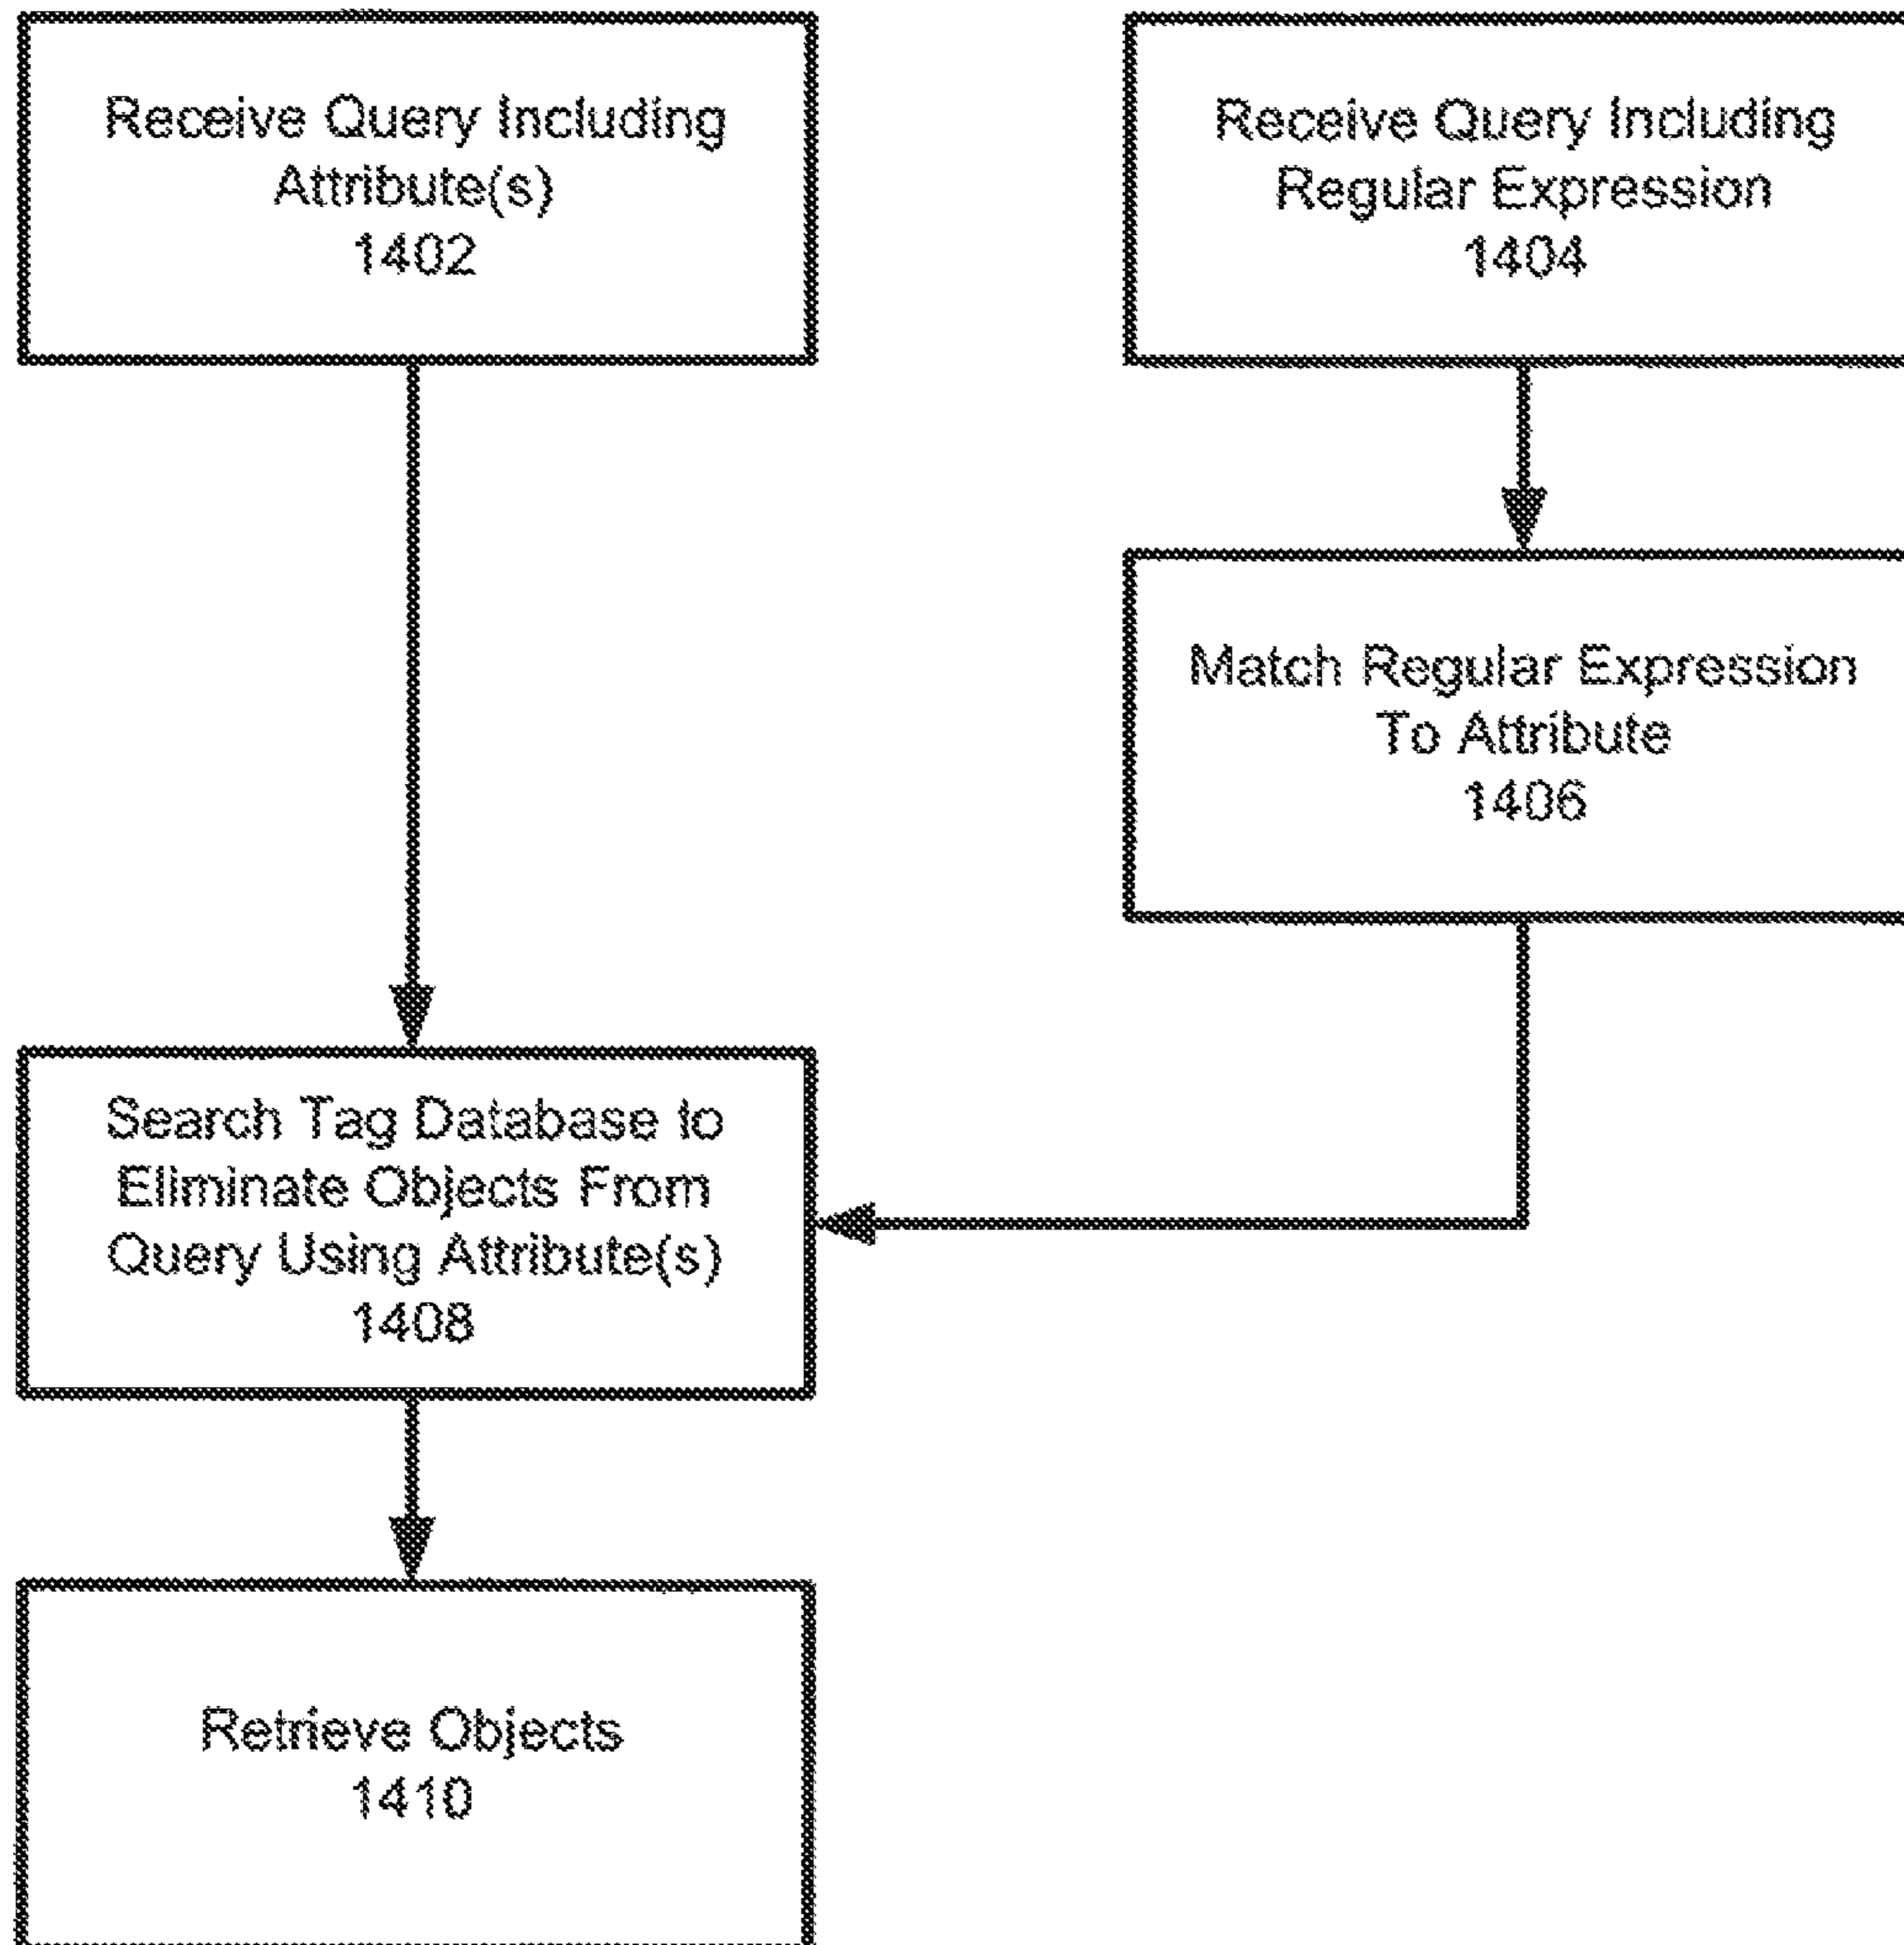 Receive Query Including
Attribute(s)
1402
Receive Query Including
Regular Expression
1404
Match Regular Expression
To Attribute
1406
Search Tag Database to
Eliminate Objects From
Query Using Attribute(s)
1408
Retrieve Objects
1410